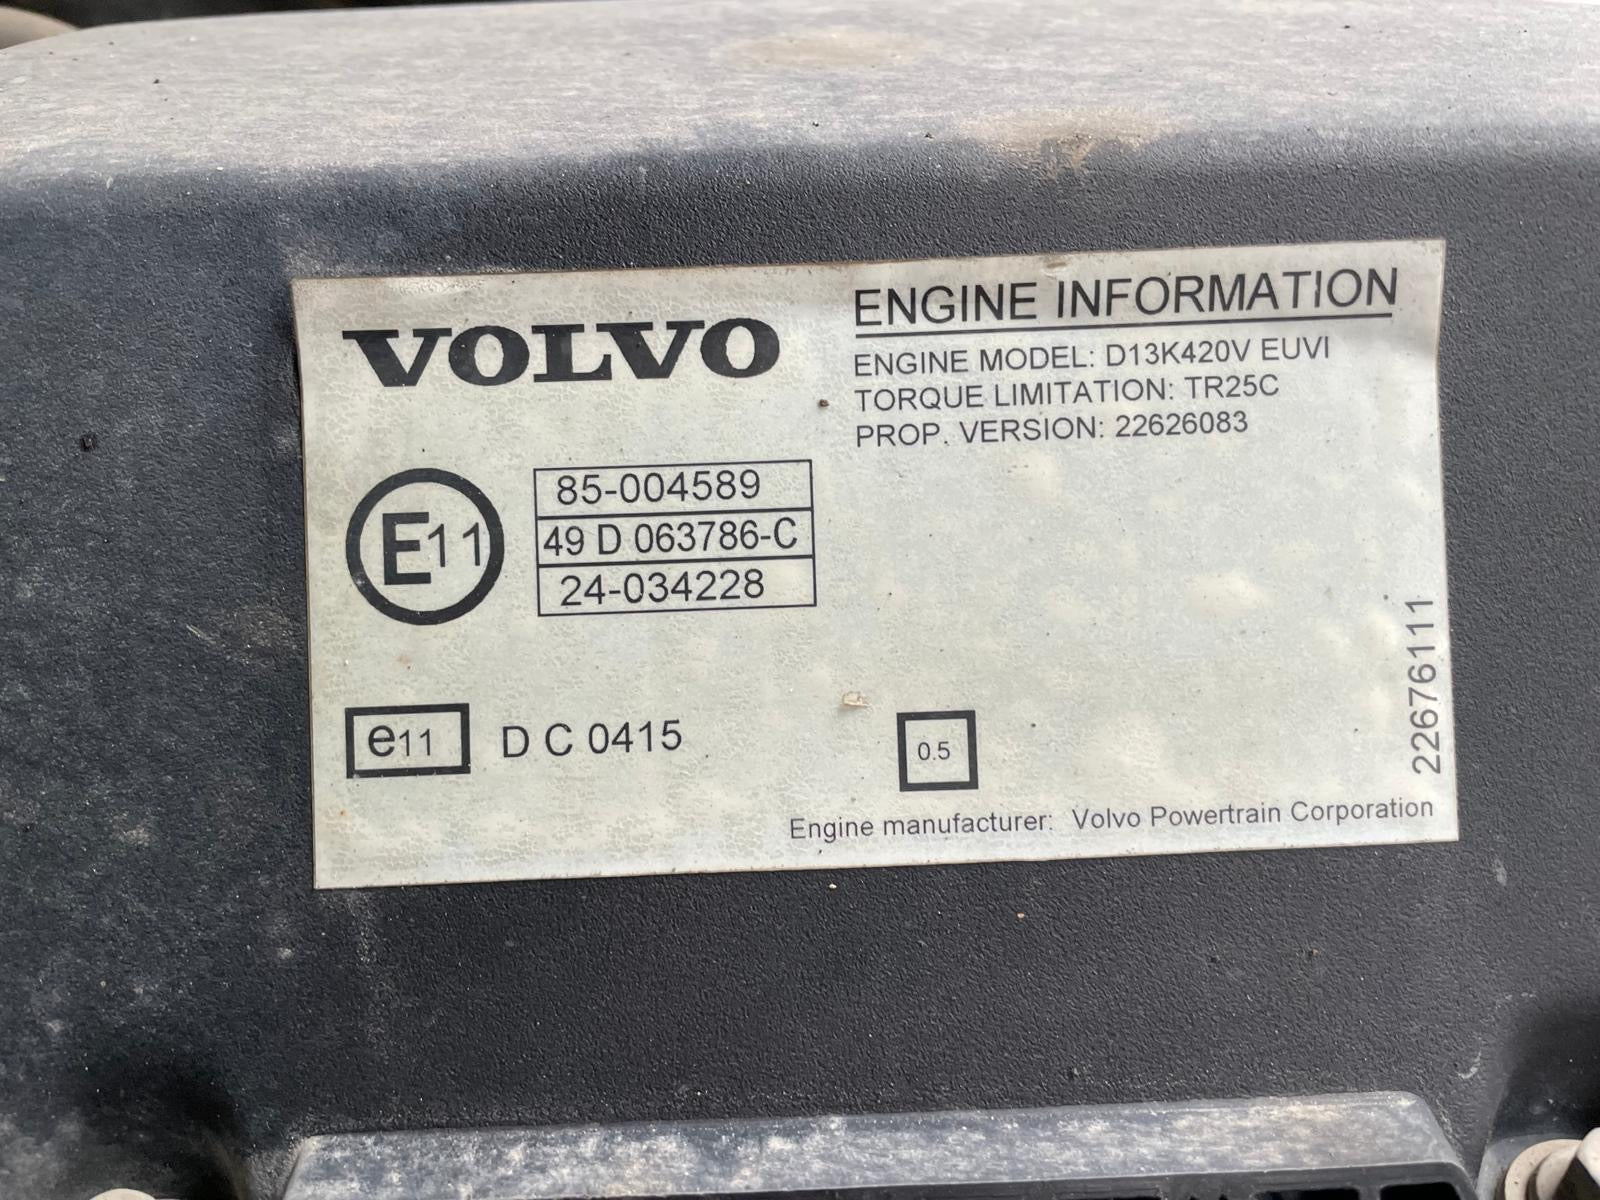 VOLVO
ENGINE INFORMATION
ENGINE MODEL: D13K420V EUVI
TORQUE LIMITATION: TR25C
PROP. VERSION: 22626083
E11
85-004589
49 D 063786-C
24-034228
e11 D C 0415
0.5
22676111
Engine manufacturer: Volvo Powertrain Corporation